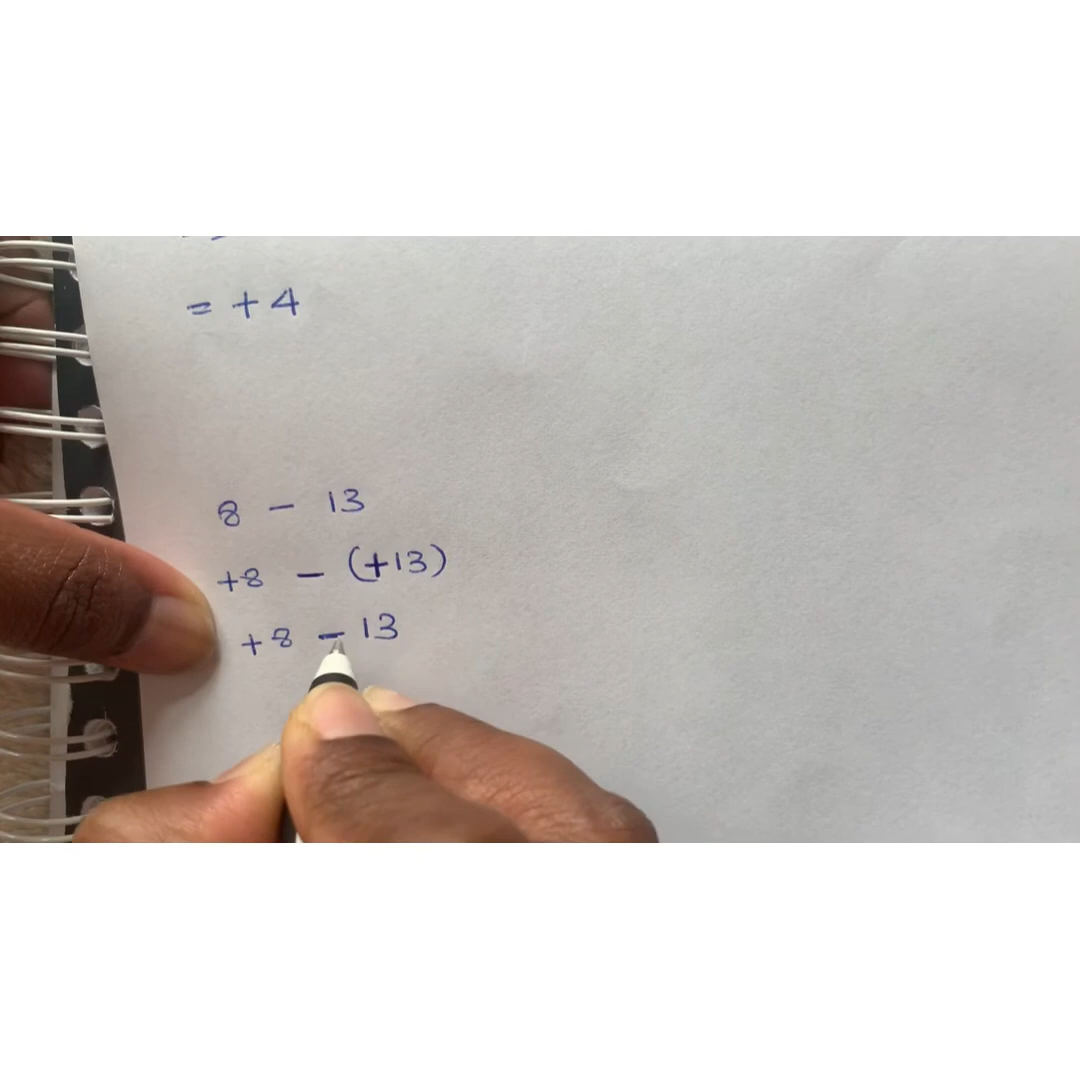 = + 4
8 - 13
+8 - (+13)
+8 - 13